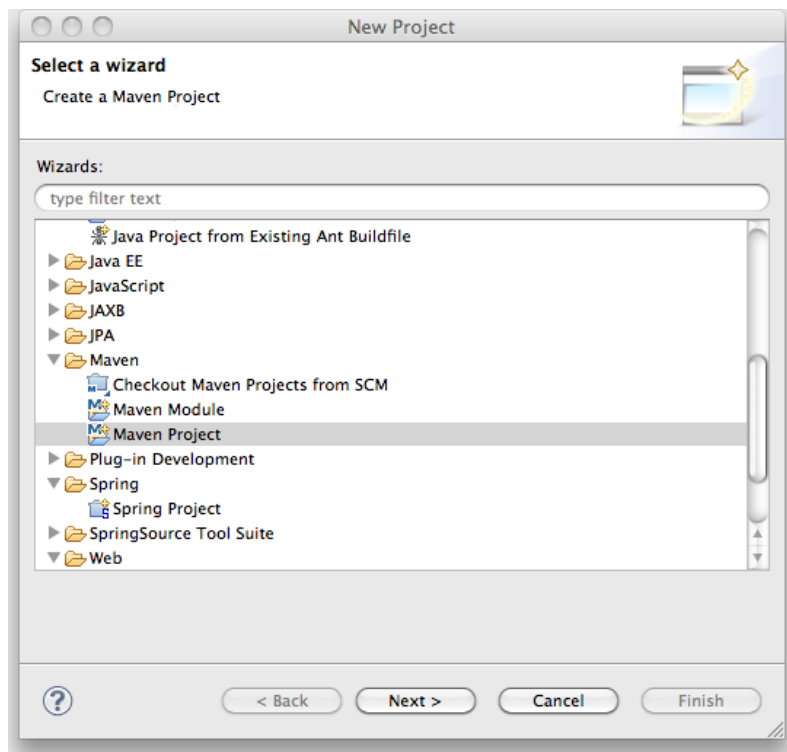 New Project
Select a wizard
Create a Maven Project
Wizards:
type filter text
Java Project from Existing Ant Buildfile
Java EE
JavaScript
JAXB
JPA
Maven
Checkout Maven Projects from SCM
Maven Module
Maven Project
Plug-in Development
Spring
Spring Project
SpringSource Tool Suite
Web
? < Back Next > Cancel Finish